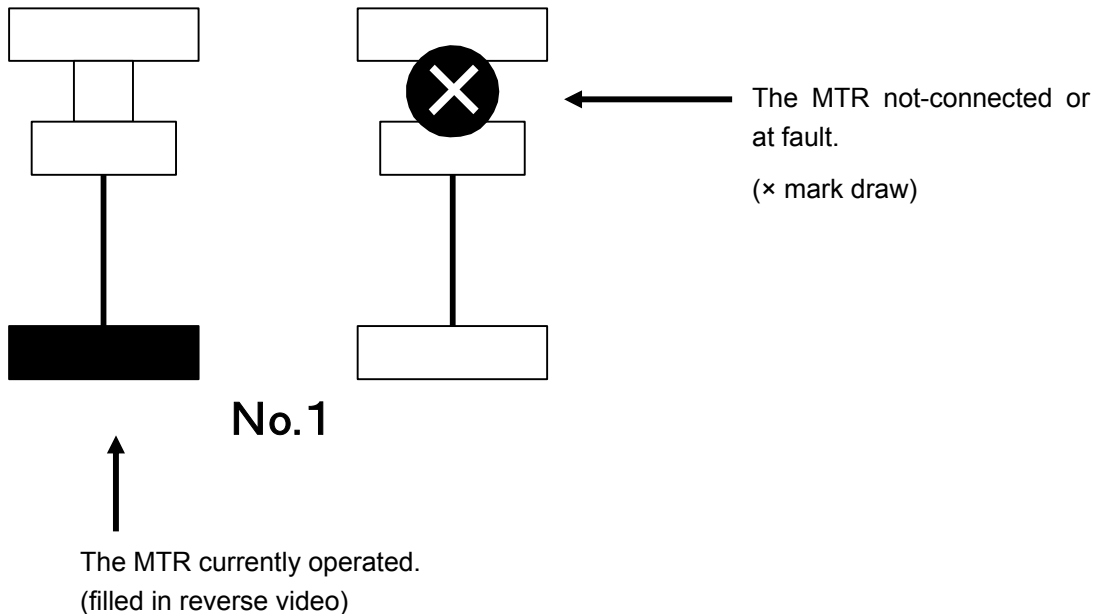 The MTR not-connected or
at fault.
(× mark draw)
No.1
The MTR currently operated.
(filled in reverse video)